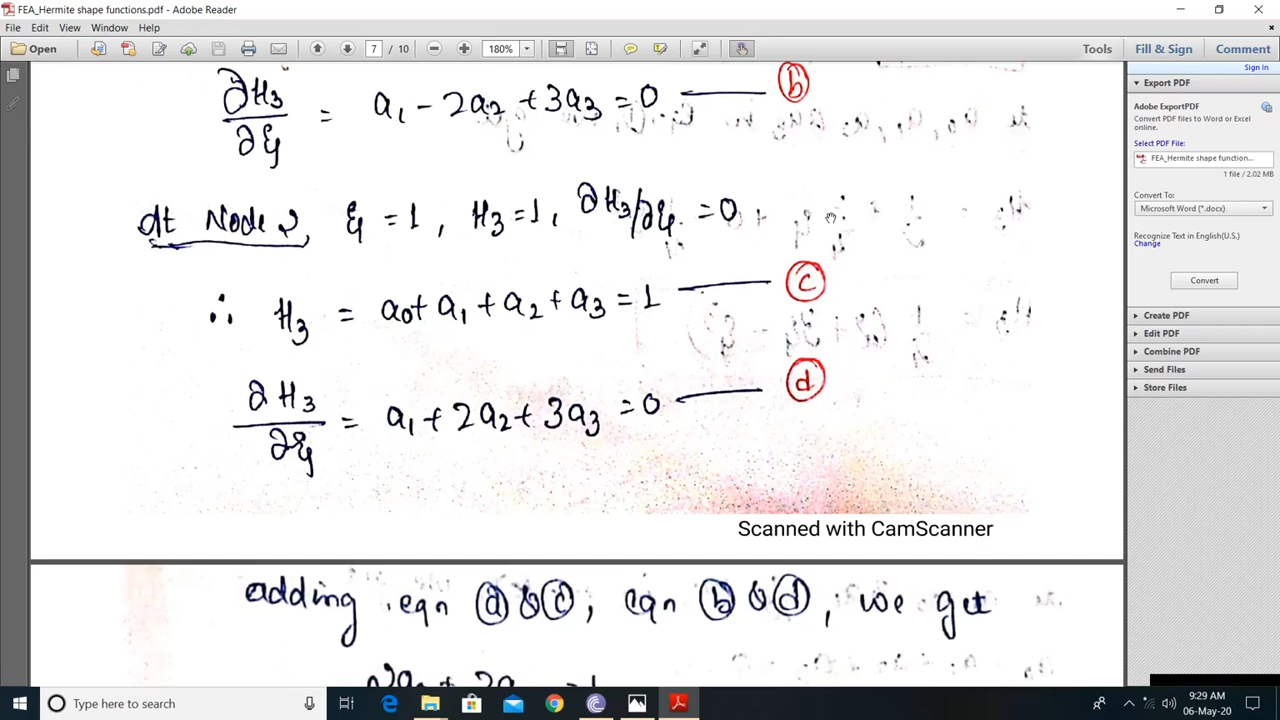 FEA_Hermite shape functions.pdf - Adobe Reader
File Edit View Window Help
Open 7 / 10 180% Tools Fill & Sign Comment
Sign In
Export PDF
Adobe ExportPDF
Convert PDF files to Word or Excel
online.
Select PDF File:
FEA_Hermite shape function...
1 file / 2.02 MB
Convert To:
Microsoft Word (*.docx)
Recognize Text in English(U.S.)
Change
Convert
Create PDF
Edit PDF
Combine PDF
Send Files
Store Files
∂H₃/∂ξ = a₁ - 2a₂ + 3a₃ = 0 ⓑ
At Node 2, ξ = 1, H₃ = 1, ∂H₃/∂ξ = 0
∴ H₃ = a₀ + a₁ + a₂ + a₃ = 1 ⓒ
∂H₃/∂ξ = a₁ + 2a₂ + 3a₃ = 0 ⓓ
Scanned with CamScanner
adding eqn ⓐ & ⓒ, eqn ⓑ & ⓓ, we get
Type here to search
9:29 AM
06-May-20